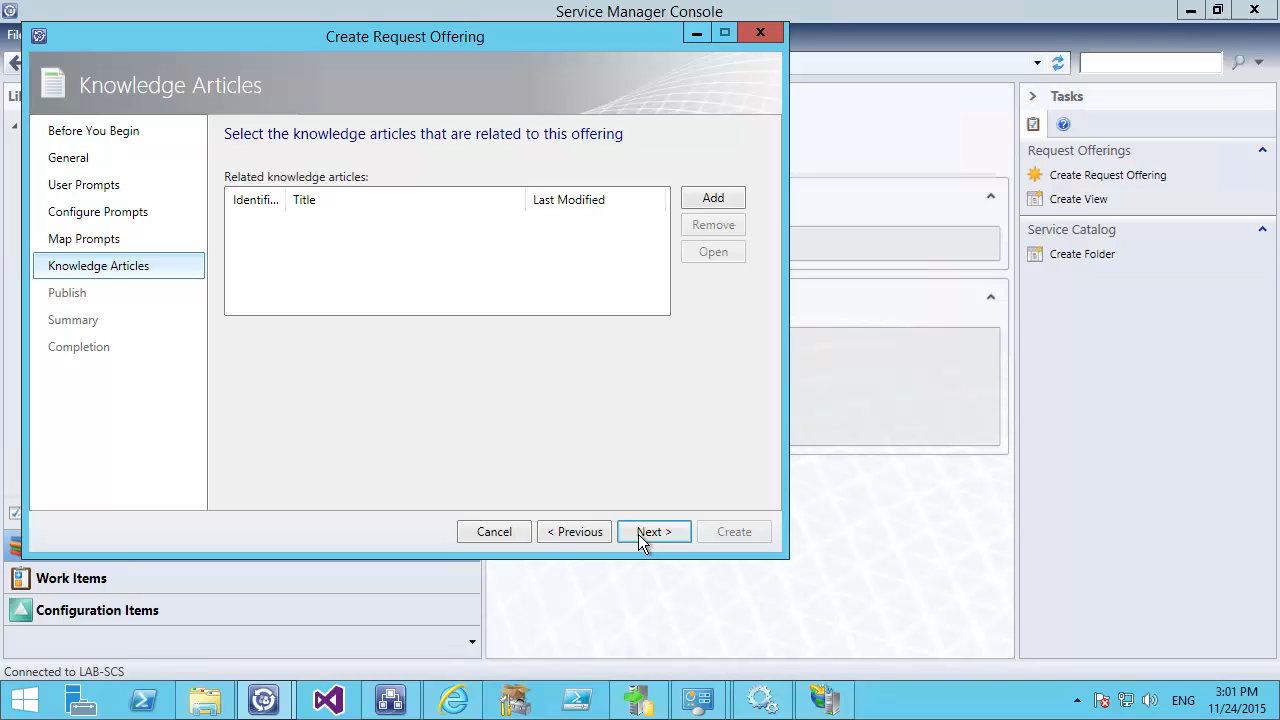 Service Manager Console
Create Request Offering
Knowledge Articles
Before You Begin
General
User Prompts
Configure Prompts
Map Prompts
Knowledge Articles
Publish
Summary
Completion
Select the knowledge articles that are related to this offering
Related knowledge articles:
Identifi... Title Last Modified
Add
Remove
Open
Cancel < Previous Next > Create
Tasks
Request Offerings
Create Request Offering
Create View
Service Catalog
Create Folder
Work Items
Configuration Items
Connected to LAB-SCS
ENG
3:01 PM
11/24/2015